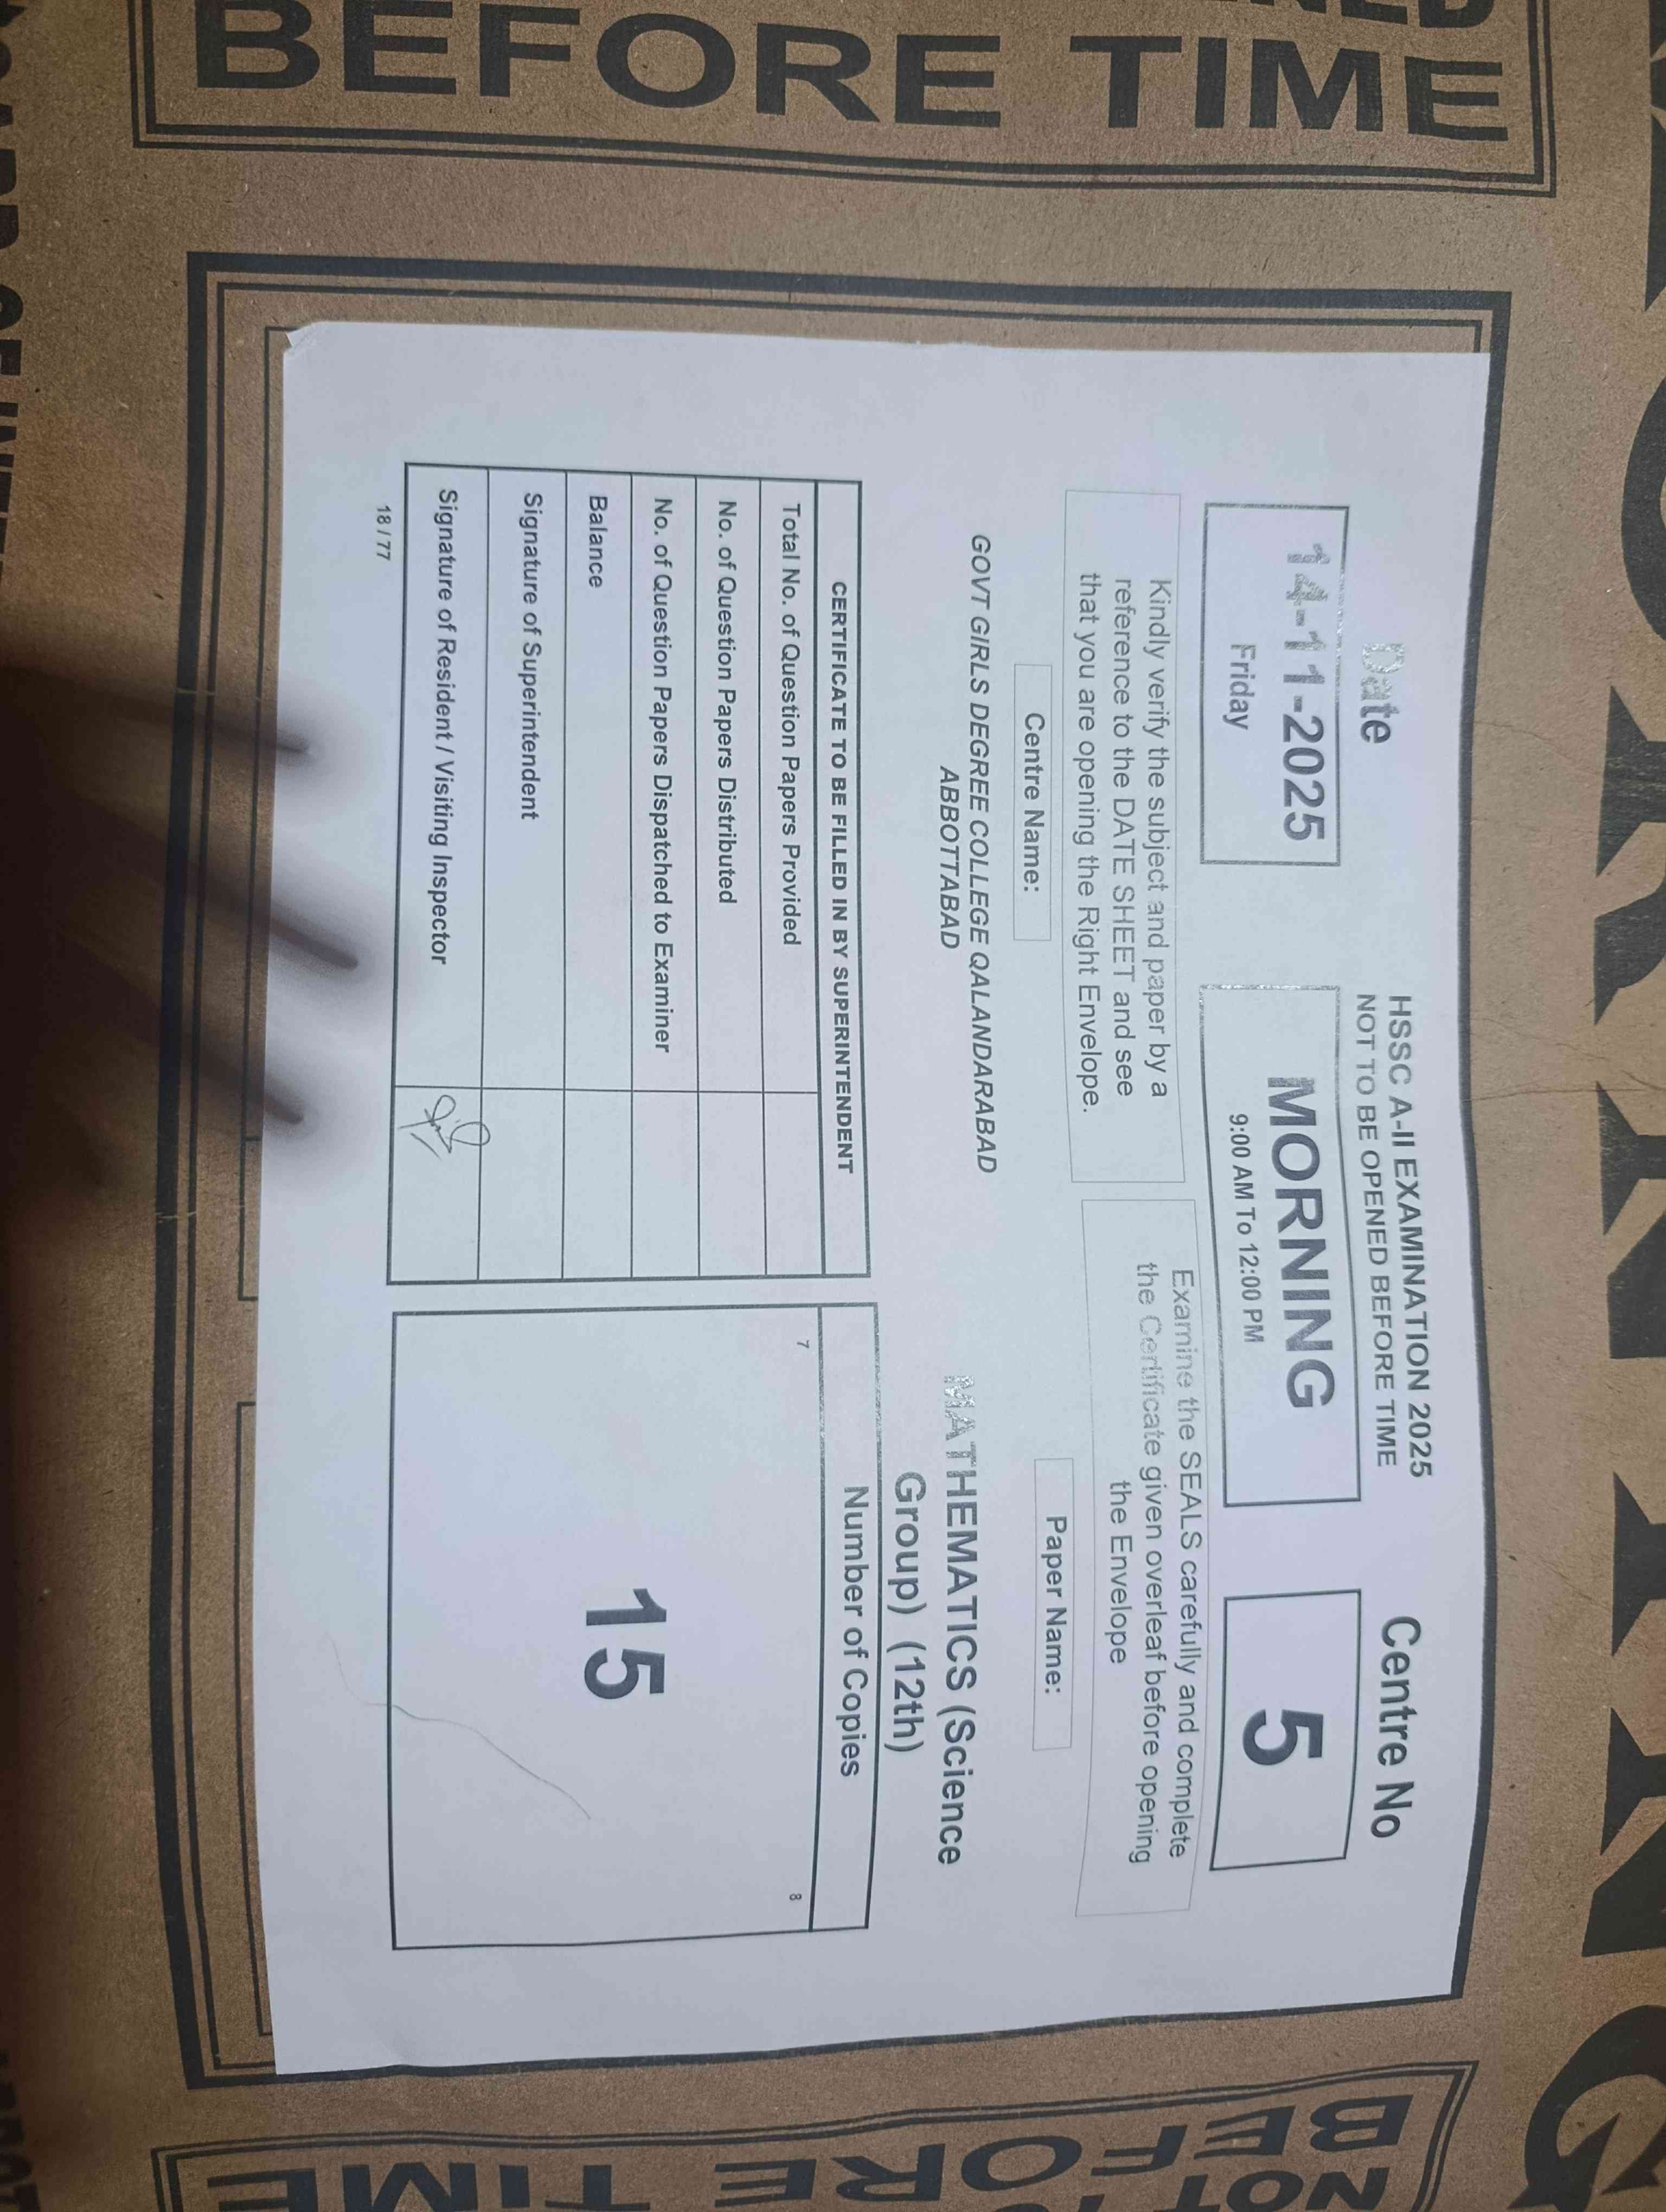 BEFORE TIME
HSSC A-II EXAMINATION 2025
NOT TO BE OPENED BEFORE TIME
Date
14-11-2025
Friday
MORNING
9:00 AM To 12:00 PM
Centre No
5
Kindly verify the subject and paper by a
reference to the DATE SHEET and see
that you are opening the Right Envelope.
Examine the SEALS carefully and complete
the Certificate given overleaf before opening
the Envelope
Centre Name:
GOVT GIRLS DEGREE COLLEGE QALANDARABAD
ABBOTTABAD
Paper Name:
MATHEMATICS (Science
Group) (12th)
CERTIFICATE TO BE FILLED IN BY SUPERINTENDENT
Total No. of Question Papers Provided
No. of Question Papers Distributed
No. of Question Papers Dispatched to Examiner
Balance
Signature of Superintendent
Signature of Resident / Visiting Inspector
18 / 77
Number of Copies
7
8
15
NOT
BEFORE TIME